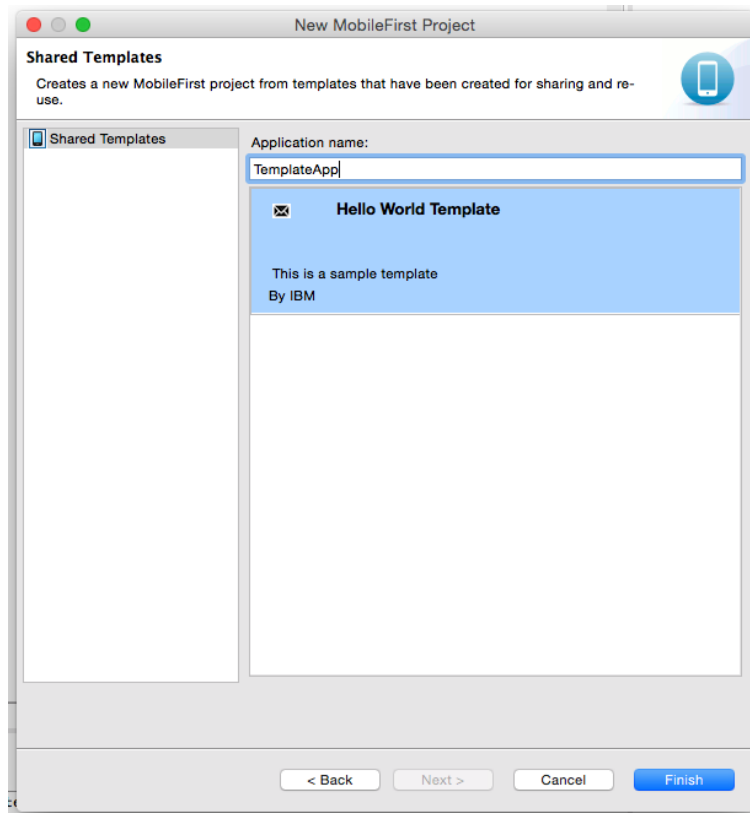 New MobileFirst Project
Shared Templates
Creates a new MobileFirst project from templates that have been created for sharing and re-
use.
Shared Templates
Application name:
TemplateApp
Hello World Template
This is a sample template
By IBM
< Back
Next >
Cancel
Finish